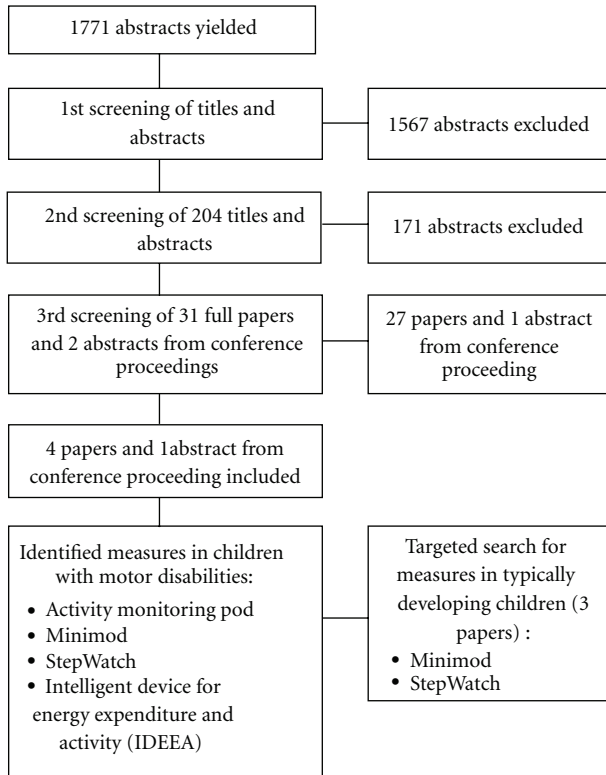 1771 abstracts yielded
1st screening of titles and
abstracts
1567 abstracts excluded
2nd screening of 204 titles and
abstracts
171 abstracts excluded
3rd screening of 31 full papers
and 2 abstracts from conference
proceedings
27 papers and 1 abstract
from conference
proceeding
4 papers and 1abstract from
conference proceeding included
Identified measures in children
with motor disabilities:
• Activity monitoring pod
• Minimod
• StepWatch
• Intelligent device for
energy expenditure and
activity (IDEEA)
Targeted search for
measures in typically
developing children (3
papers) :
• Minimod
• StepWatch